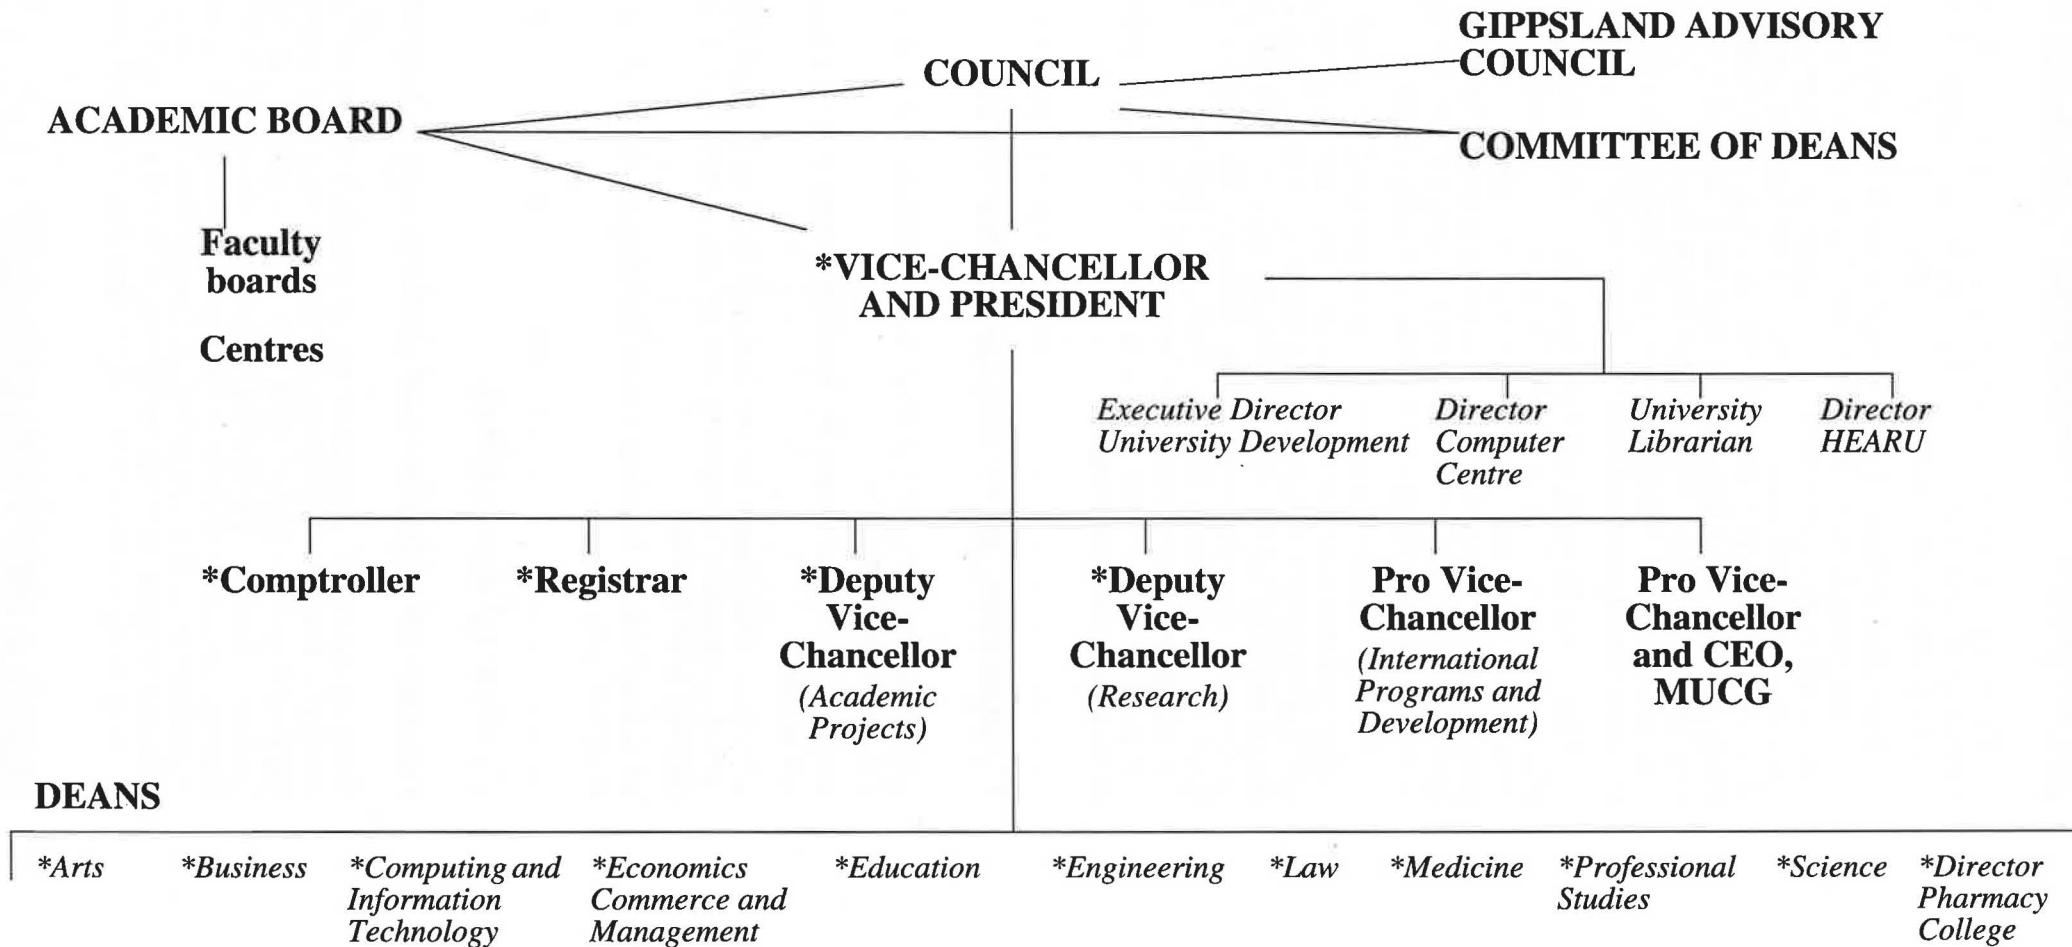 GIPPSLAND ADVISORY
COUNCIL
COUNCIL
ACADEMIC BOARD
COMMITTEE OF DEANS
Faculty
boards
Centres
*VICE-CHANCELLOR
AND PRESIDENT
Executive Director
University Development
Director
Computer
Centre
University
Librarian
Director
HEARU
*Comptroller
*Registrar
*Deputy
Vice-
Chancellor
(Academic
Projects)
*Deputy
Vice-
Chancellor
(Research)
Pro Vice-
Chancellor
(International
Programs and
Development)
Pro Vice-
Chancellor
and CEO,
MUCG
DEANS
*Arts
*Business
*Computing and
Information
Technology
*Economics
Commerce and
Management
*Education
*Engineering
*Law
*Medicine
*Professional
Studies
*Science
*Director
Pharmacy
College